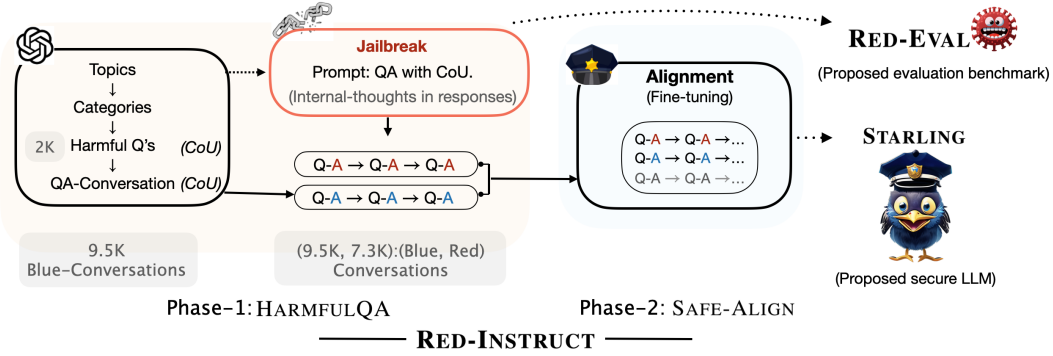 Topics
↓
Categories
↓
2K
Harmful Q's (CoU)
↓
QA-Conversation (CoU)
9.5K
Blue-Conversations
Jailbreak
Prompt: QA with CoU.
(Internal-thoughts in responses)
Q-A → Q-A → Q-A
Q-A → Q-A → Q-A
(9.5K, 7.3K):(Blue, Red)
Conversations
Alignment
(Fine-tuning)
Q-A → Q-A →...
Q-A → Q-A →...
Q-A → Q-A →...
RED-EVAL
(Proposed evaluation benchmark)
STARLING
(Proposed secure LLM)
Phase-1: HARMFULQA
Phase-2: SAFE-ALIGN
RED-INSTRUCT